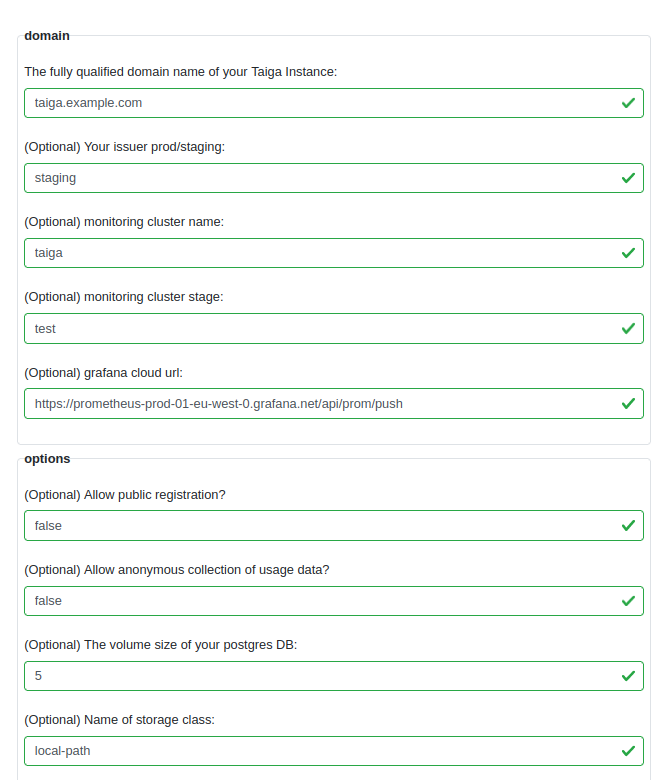 domain
The fully qualified domain name of your Taiga Instance:
taiga.example.com
(Optional) Your issuer prod/staging:
staging
(Optional) monitoring cluster name:
taiga
(Optional) monitoring cluster stage:
test
(Optional) grafana cloud url:
https://prometheus-prod-01-eu-west-0.grafana.net/api/prom/push
options
(Optional) Allow public registration?
false
(Optional) Allow anonymous collection of usage data?
false
(Optional) The volume size of your postgres DB:
5
(Optional) Name of storage class:
local-path